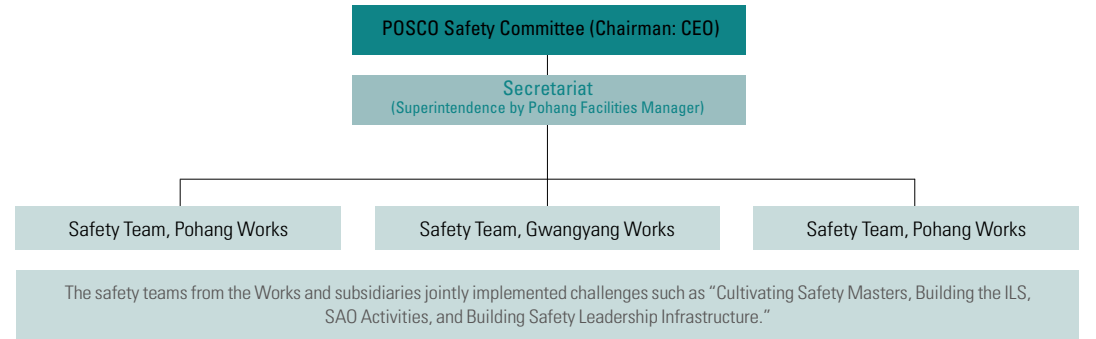 POSCO Safety Committee (Chairman: CEO)
Secretariat
(Superintendence by Pohang Facilities Manager)
Safety Team, Pohang Works
Safety Team, Gwangyang Works
Safety Team, Pohang Works
The safety teams from the Works and subsidiaries jointly implemented challenges such as “Cultivating Safety Masters, Building the ILS,
SAO Activities, and Building Safety Leadership Infrastructure.”